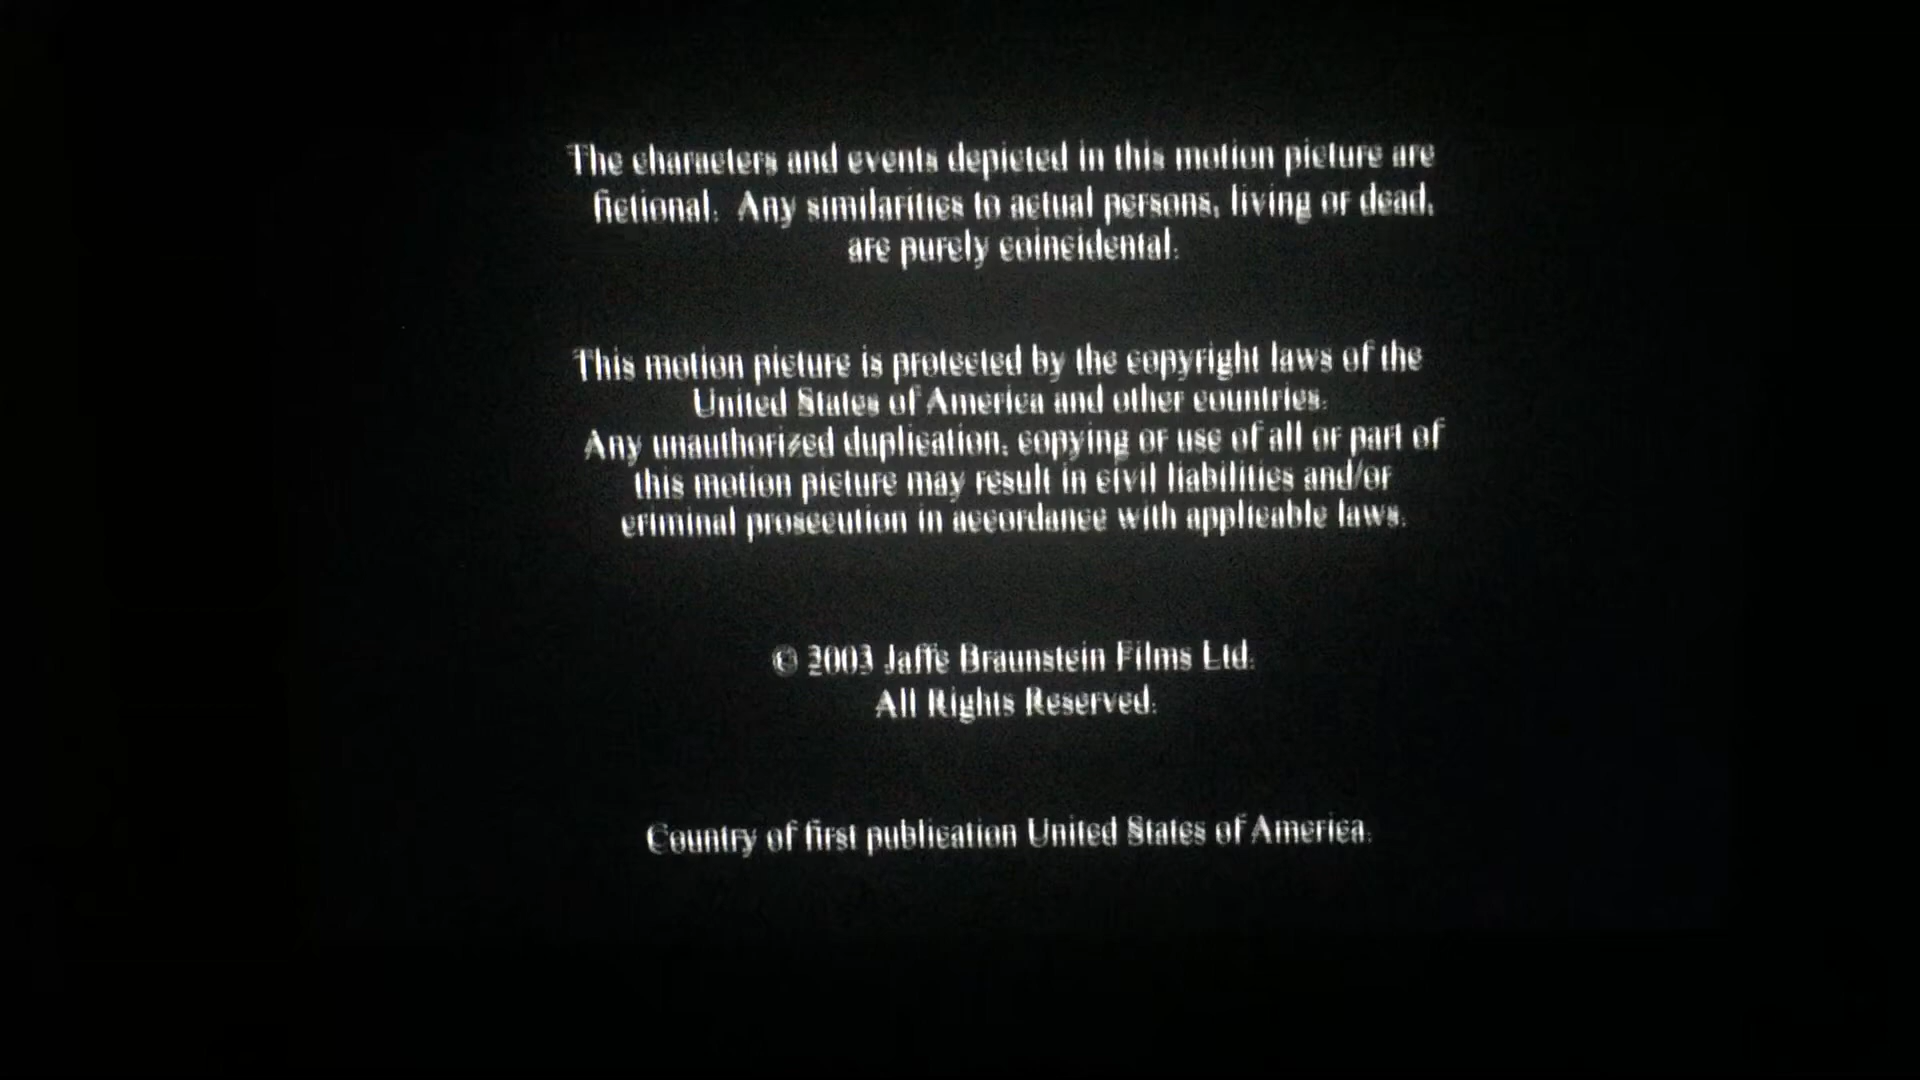 The characters and events depicted in this motion picture are
fictional. Any similarities to actual persons, living or dead,
are purely coincidental.
This motion picture is protected by the copyright laws of the
United States of America and other countries.
Any unauthorized duplication, copying or use of all or part of
this motion picture may result in civil liabilities and/or
criminal prosecution in accordance with applicable laws.
© 2003 Jaffe Braunstein Films Ltd.
All Rights Reserved.
Country of first publication United States of America.